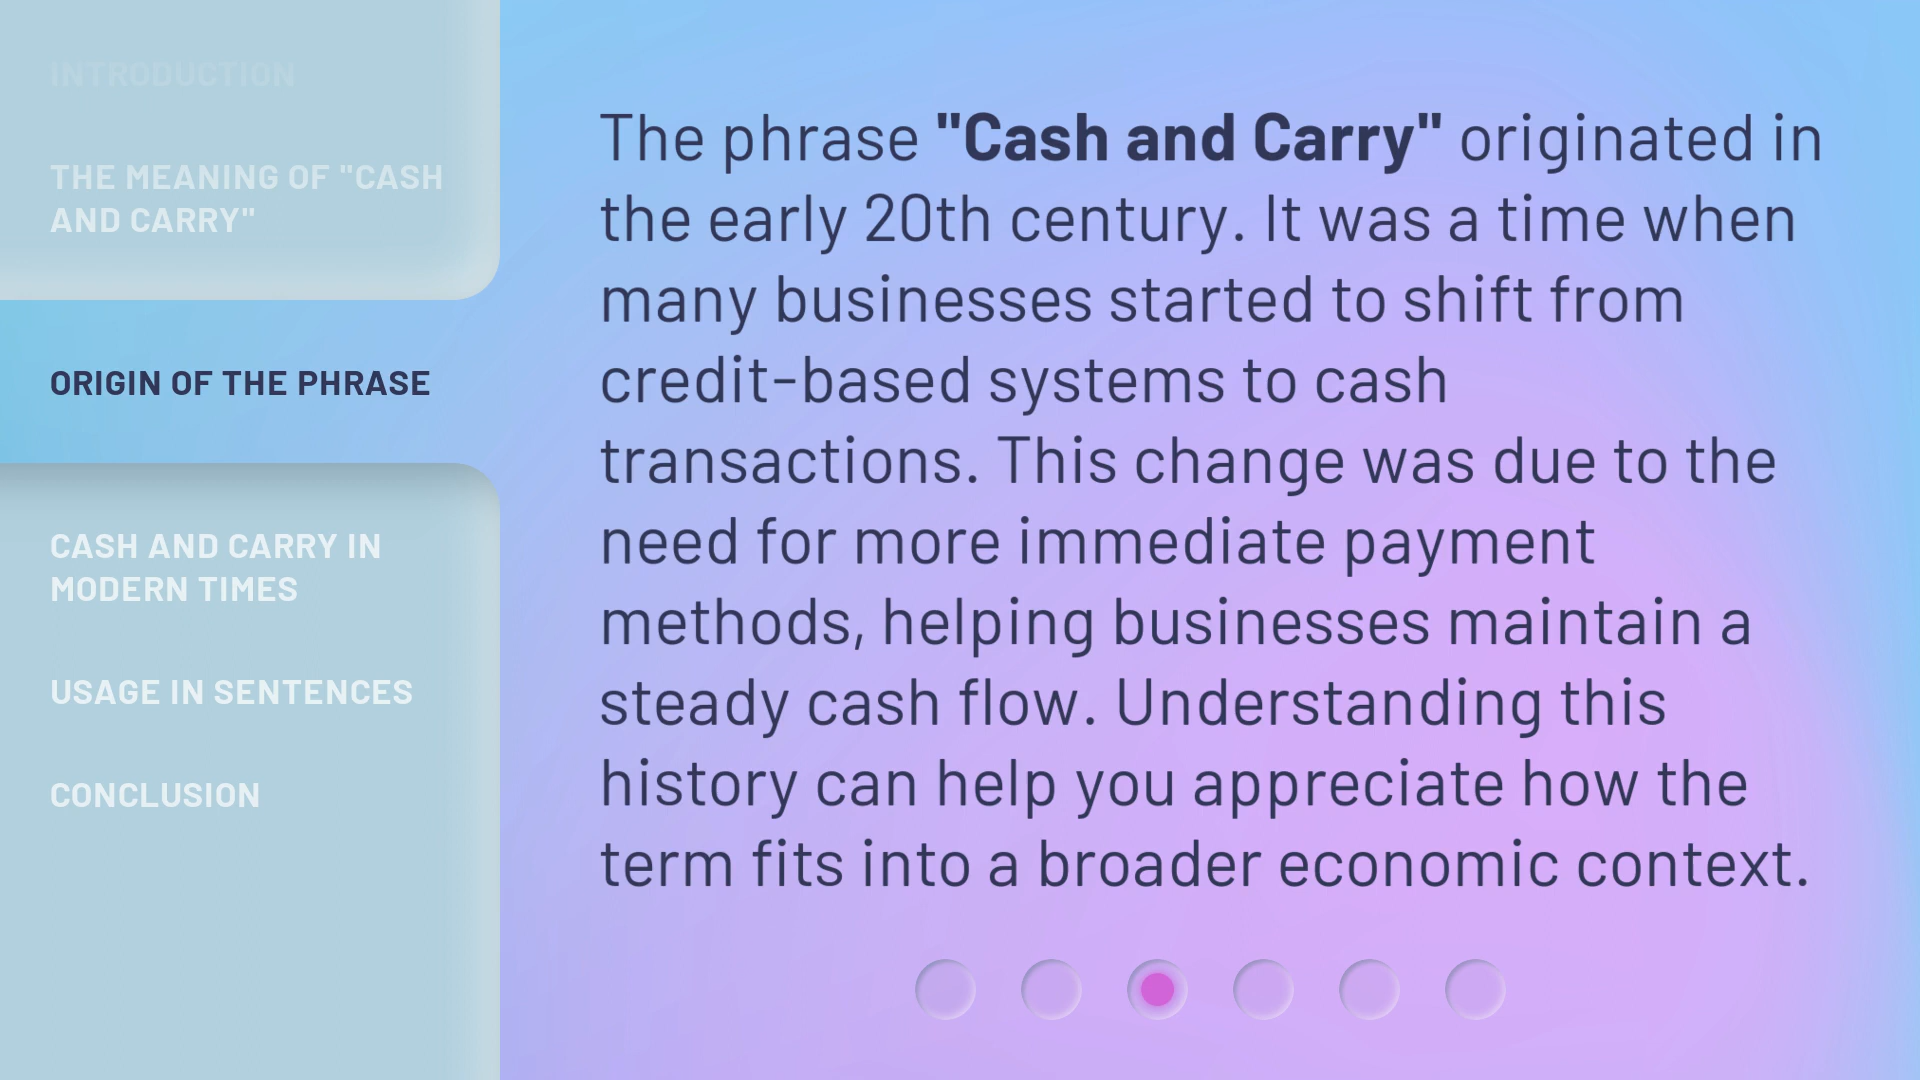 INTRODUCTION
THE MEANING OF "CASH
AND CARRY"
ORIGIN OF THE PHRASE
CASH AND CARRY IN
MODERN TIMES
USAGE IN SENTENCES
CONCLUSION
The phrase "Cash and Carry" originated in
the early 20th century. It was a time when
many businesses started to shift from
credit-based systems to cash
transactions. This change was due to the
need for more immediate payment
methods, helping businesses maintain a
steady cash flow. Understanding this
history can help you appreciate how the
term fits into a broader economic context.